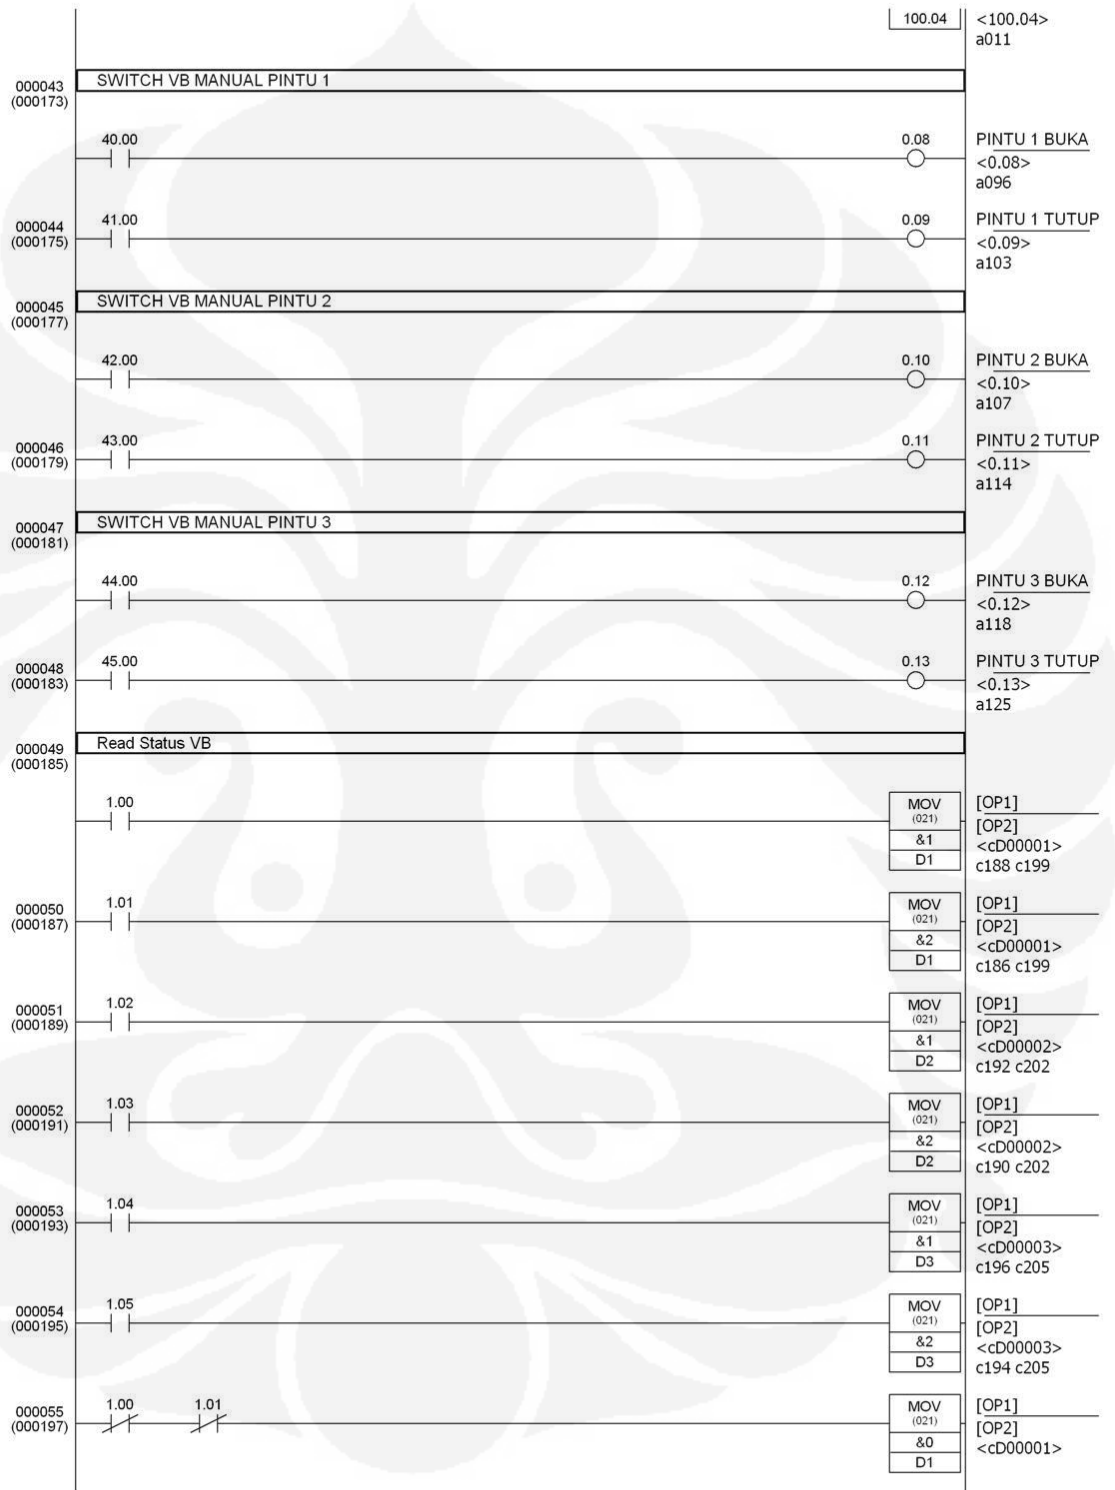 100.04 <100.04>
a011
000043 SWITCH VB MANUAL PINTU 1
(000173)
40.00 0.08 PINTU 1 BUKA
<0.08>
a096
000044 41.00 0.09 PINTU 1 TUTUP
(000175) <0.09>
a103
000045 SWITCH VB MANUAL PINTU 2
(000177)
42.00 0.10 PINTU 2 BUKA
<0.10>
a107
000046 43.00 0.11 PINTU 2 TUTUP
(000179) <0.11>
a114
000047 SWITCH VB MANUAL PINTU 3
(000181)
44.00 0.12 PINTU 3 BUKA
<0.12>
a118
000048 45.00 0.13 PINTU 3 TUTUP
(000183) <0.13>
a125
000049 Read Status VB
(000185)
1.00 MOV [OP1]
(021) [OP2]
&1 <cD00001>
D1 c188 c199
000050 1.01 MOV [OP1]
(000187) (021) [OP2]
&2 <cD00001>
D1 c186 c199
000051 1.02 MOV [OP1]
(000189) (021) [OP2]
&1 <cD00002>
D2 c192 c202
000052 1.03 MOV [OP1]
(000191) (021) [OP2]
&2 <cD00002>
D2 c190 c202
000053 1.04 MOV [OP1]
(000193) (021) [OP2]
&1 <cD00003>
D3 c196 c205
000054 1.05 MOV [OP1]
(000195) (021) [OP2]
&2 <cD00003>
D3 c194 c205
000055 1.00 1.01 MOV [OP1]
(000197) (021) [OP2]
&0 <cD00001>
D1